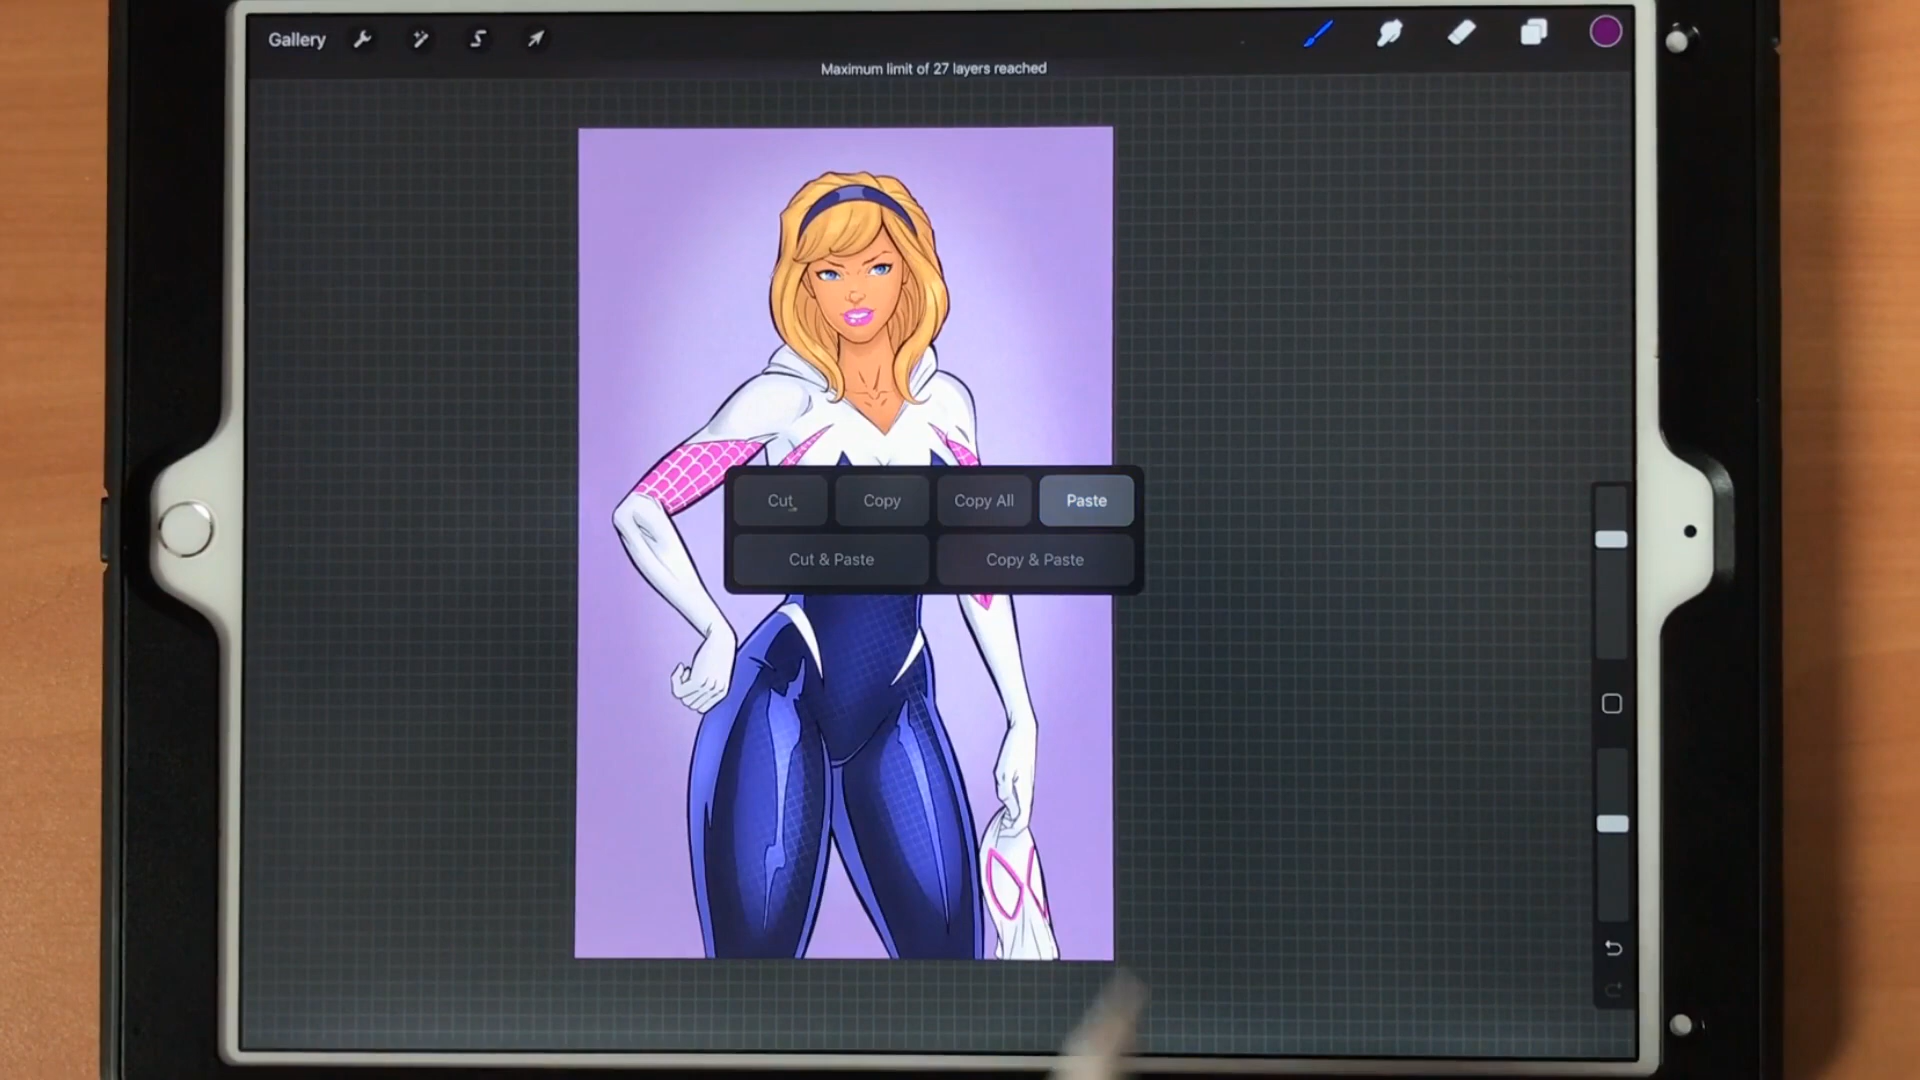 Gallery
Maximum limit of 27 layers reached
Cut Copy Copy All Paste
Cut & Paste Copy & Paste